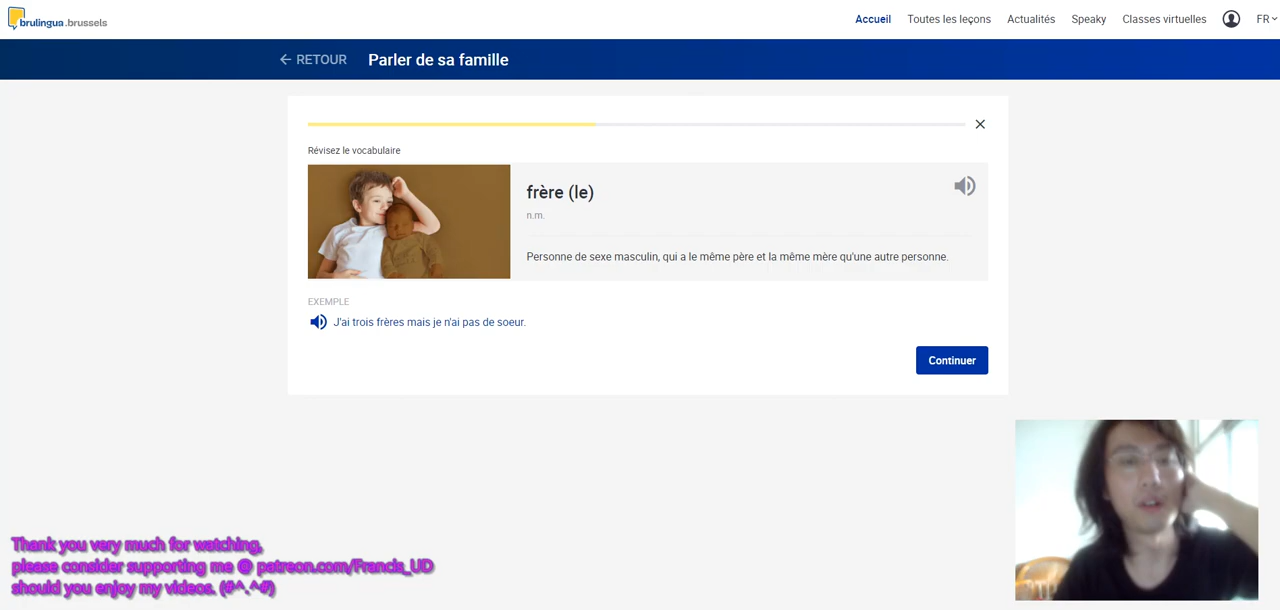 brulingua.brussels
Accueil Toutes les leçons Actualités Speaky Classes virtuelles FR
← RETOUR Parler de sa famille
Révisez le vocabulaire
frère (le)
n.m.
Personne de sexe masculin, qui a le même père et la même mère qu'une autre personne.
EXEMPLE
J'ai trois frères mais je n'ai pas de soeur.
Continuer
Thank you very much for watching,
please consider supporting me @ patreon.com/Francis_UD
should you enjoy my videos. (#^.^#)